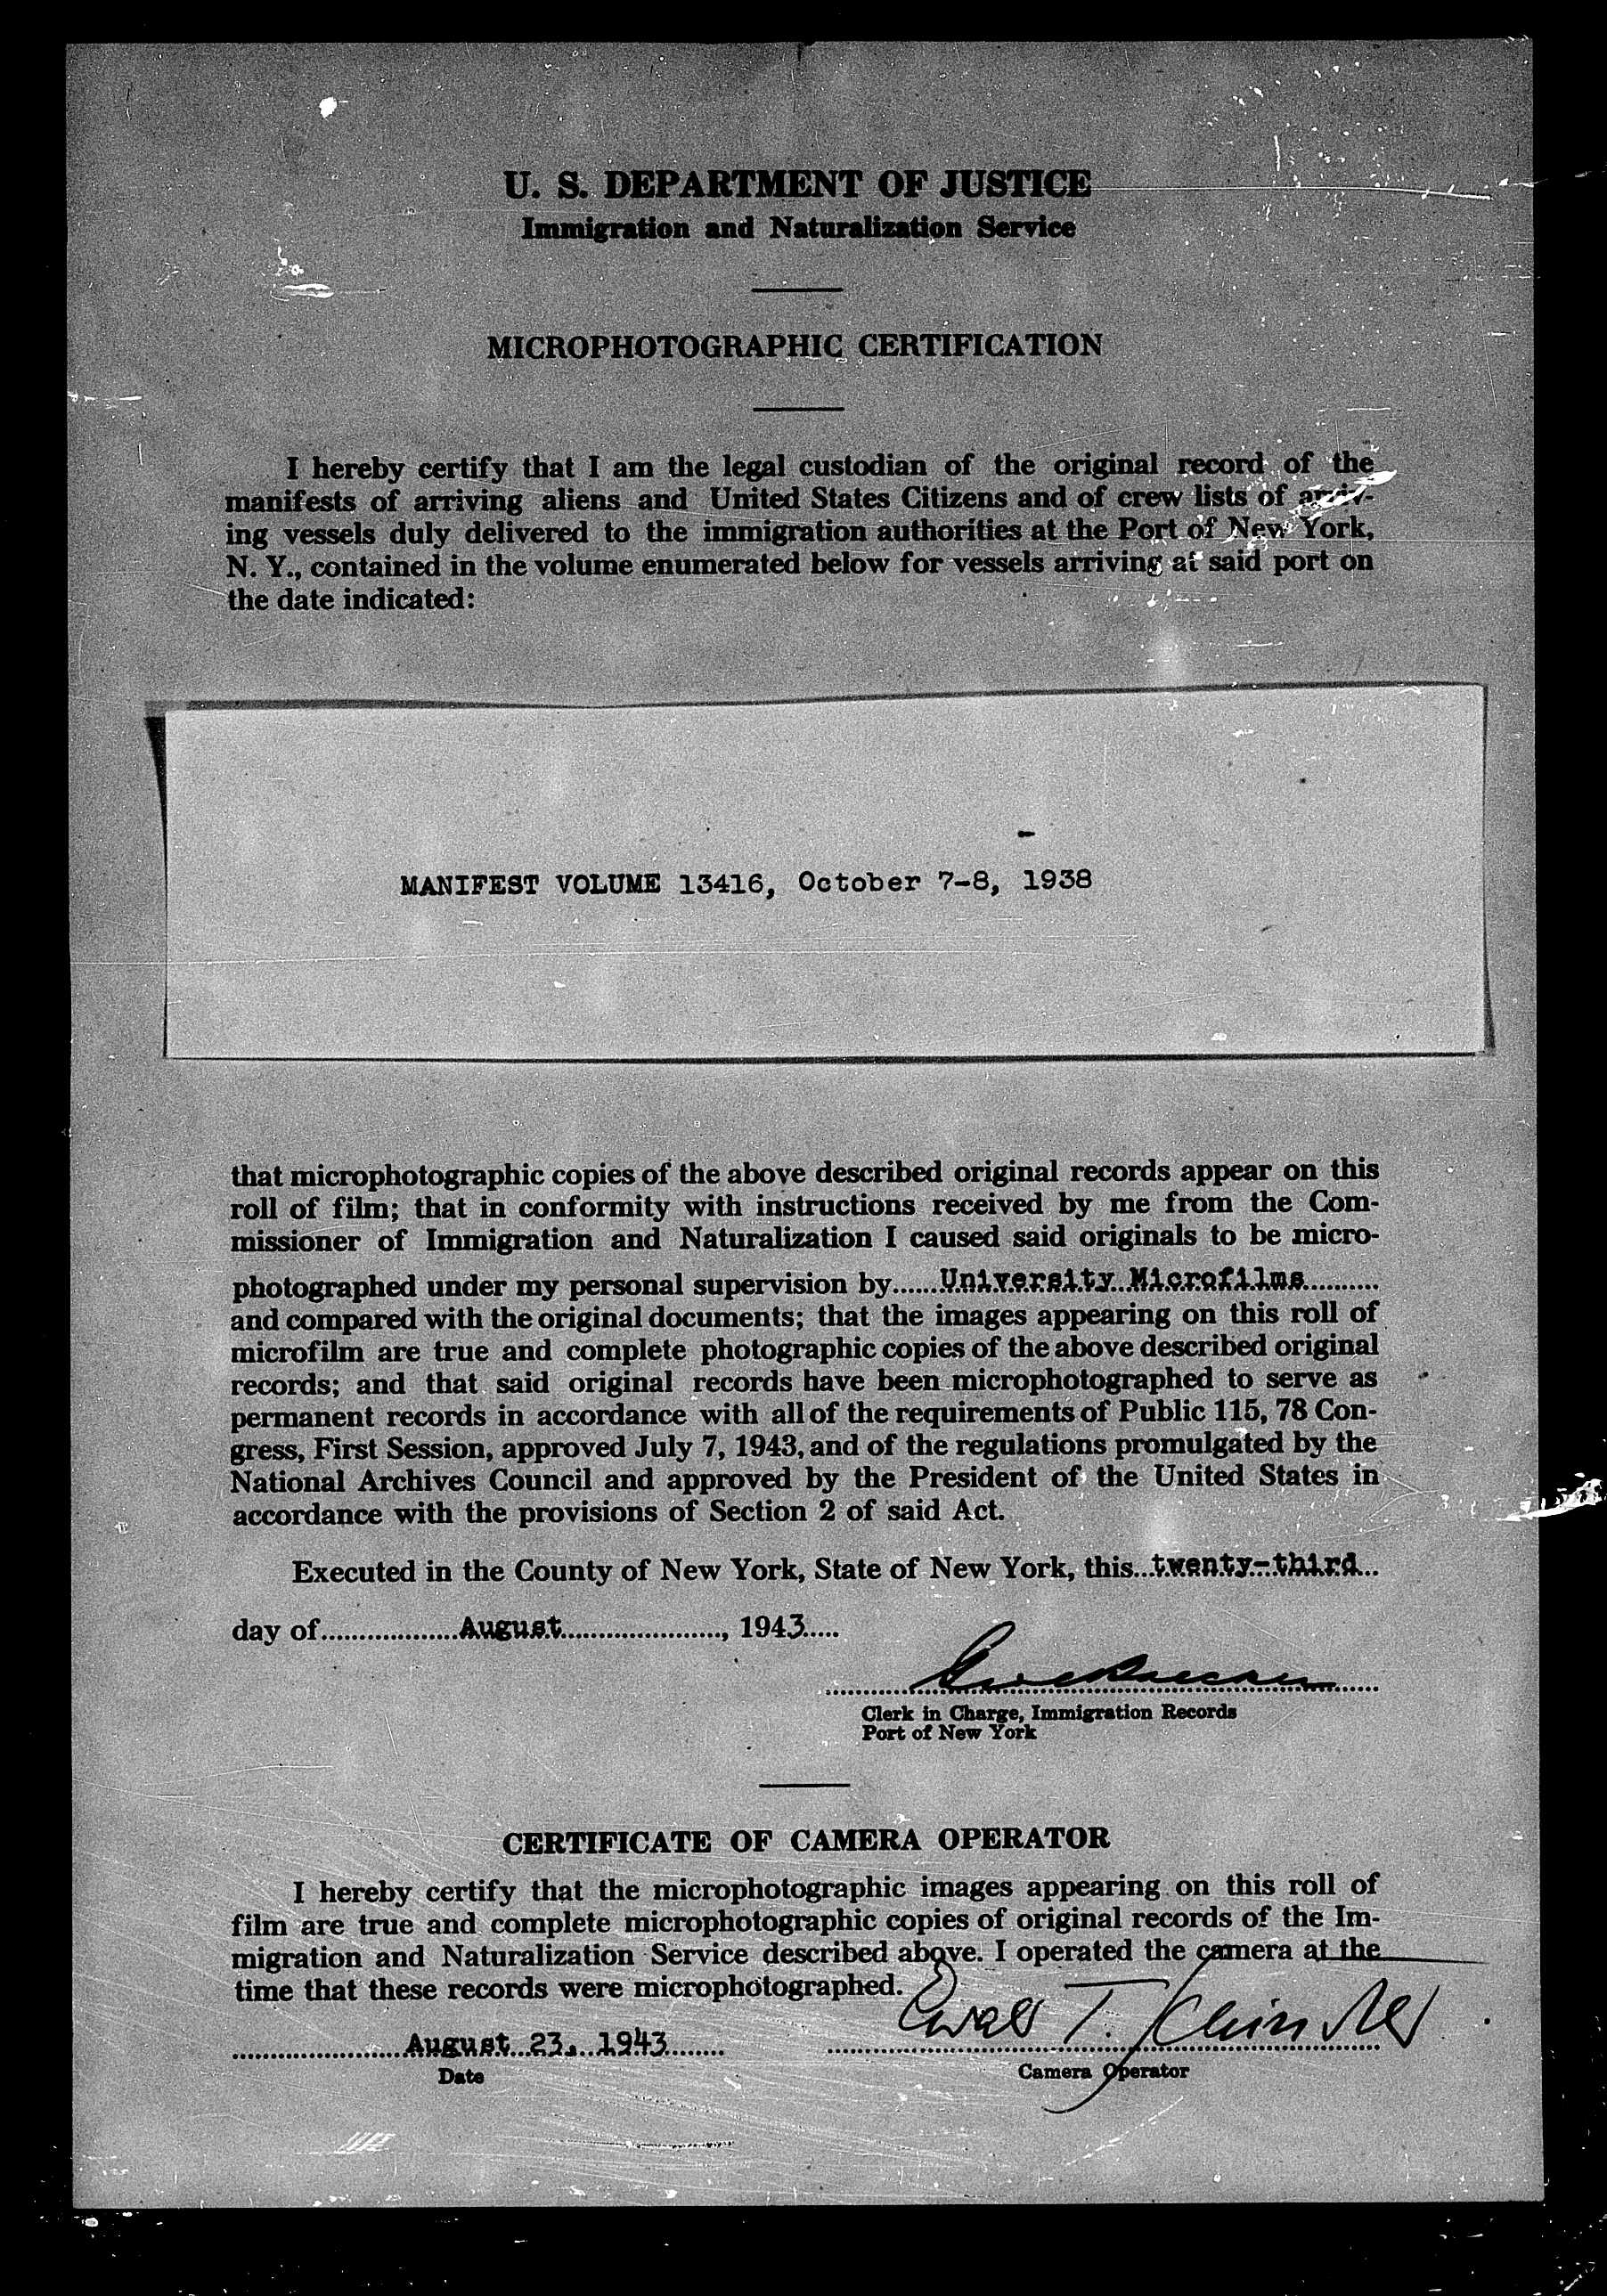 U. S. DEPARTMENT OF JUSTICE
Immigration and Naturalization Service
MICROPHOTOGRAPHIC CERTIFICATION
I hereby certify that I am the legal custodian of the original record of the
manifests of arriving aliens and United States Citizens and of crew lists of arriv-
ing vessels duly delivered to the immigration authorities at the Port of New York,
N. Y., contained in the volume enumerated below for vessels arriving at said port on
the date indicated:
MANIFEST VOLUME 13416, October 7-8, 1938
that microphotographic copies of the above described original records appear on this
roll of film; that in conformity with instructions received by me from the Com-
missioner of Immigration and Naturalization I caused said originals to be micro-
photographed under my personal supervision by......University Microfilms..........
and compared with the original documents; that the images appearing on this roll of
microfilm are true and complete photographic copies of the above described original
records; and that said original records have been microphotographed to serve as
permanent records in accordance with all of the requirements of Public 115, 78 Con-
gress, First Session, approved July 7, 1943, and of the regulations promulgated by the
National Archives Council and approved by the President of the United States in
accordance with the provisions of Section 2 of said Act.
Executed in the County of New York, State of New York, this...twenty-third...
day of...................August......................, 1943.....
Clerk in Charge, Immigration Records
Port of New York
CERTIFICATE OF CAMERA OPERATOR
I hereby certify that the microphotographic images appearing on this roll of
film are true and complete microphotographic copies of original records of the Im-
migration and Naturalization Service described above. I operated the camera at the
time that these records were microphotographed.
T.
August 23, 1943
Date
Camera Operator